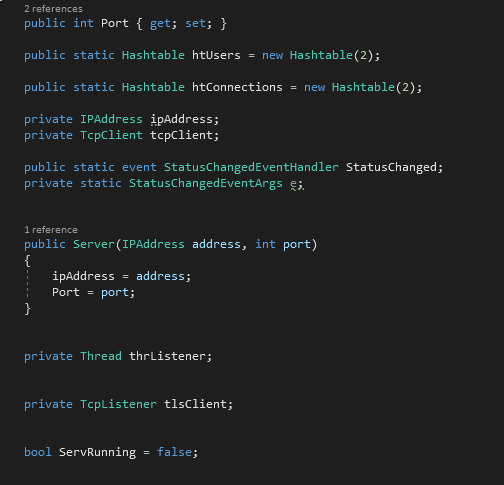 2 references
public int Port { get; set; }
public static Hashtable htUsers = new Hashtable(2);
public static Hashtable htConnections = new Hashtable(2);
private IPAddress ipAddress;
private TcpClient tcpClient;
public static event StatusChangedEventHandler StatusChanged;
private static StatusChangedEventArgs e;
1 reference
public Server(IPAddress address, int port)
{
ipAddress = address;
Port = port;
}
private Thread thrListener;
private TcpListener tlsClient;
bool ServRunning = false;